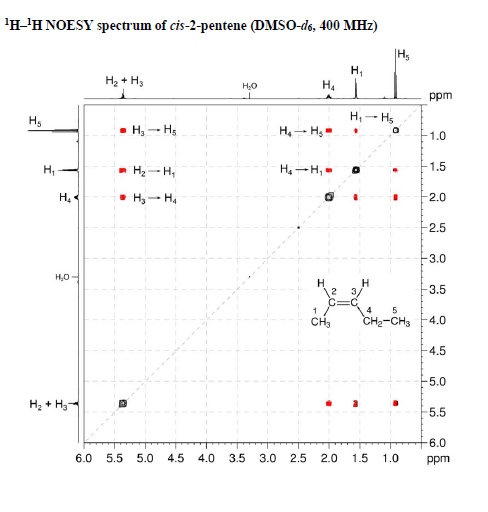 ¹H–¹H NOESY spectrum of cis-2-pentene (DMSO-d₆, 400 MHz)
H₅
H₁
H₂ + H₃
H₂O
H₄
ppm
H₅
H₁ → H₅
H₃ → H₅
H₄ → H₅
1.0
H₁
H₂ → H₁
H₄ → H₁
1.5
H₄
H₃ → H₄
2.0
2.5
3.0
H₂O
H H
2 3
3.5
C=C
1 4 5
CH₃ CH₂–CH₃
4.0
4.5
5.0
H₂ + H₃
5.5
6.0
6.0 5.5 5.0 4.5 4.0 3.5 3.0 2.5 2.0 1.5 1.0 ppm